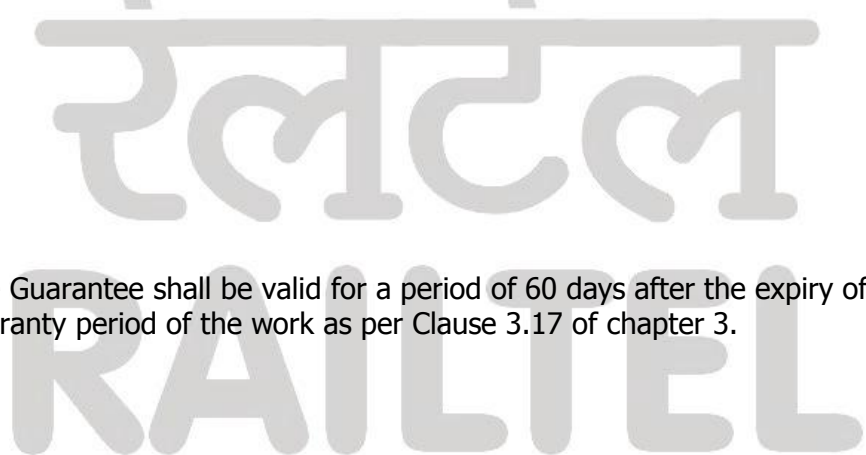 रेलटेल
Guarantee shall be valid for a period of 60 days after the expiry of
ranty period of the work as per Clause 3.17 of chapter 3.
RAILTEL